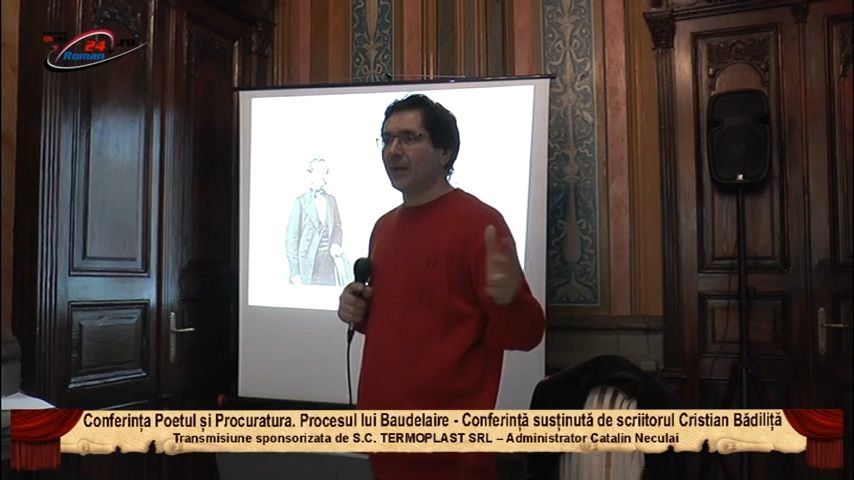 24.ro
Roman
Conferința Poetul și Procuratura. Procesul lui Baudelaire - Conferință susținută de scriitorul Cristian Bădiliță
Transmisiune sponsorizata de S.C. TERMOPLAST SRL – Administrator Catalin Neculai